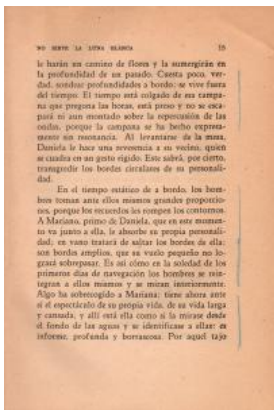 NO SIRVE LA LUNA BLANCA 15
le harán un camino de flores y la sumergirán en
la profundidad de un pasado. Cuesta poco, ver-
dad, sondear profundidades a bordo: se vive fuera
del tiempo. El tiempo está colgado de esa campa-
na que pregona las horas, está preso y no se esca-
pará ni aun montado sobre la repercusión de las
ondas, porque la campana se ha hecho expresa-
mente sin resonancia. Al levantarse de la mesa,
Daniela le hace una reverencia a su vecino, quien
se cuadra en un gesto rígido. Este sabrá, por cierto,
transgredir los bordes circulares de su personali-
dad.
En el tiempo estático de a bordo, los hom-
bres toman ante ellos mismos grandes proporcio-
nes, porque los recuerdos les rompen los contornos.
A Mariano, primo de Daniela, que en este momen-
to va junto a ella, le absorbe su propia personali-
dad; en vano tratará de saltar los bordes de ella:
son bordes amplios, que su vuelo pequeño no lo-
grará sobrepasar. Es así cómo en la soledad de los
primeros días de navegación los hombres se rein-
tegran a ellos mismos y se miran interiormente.
Algo ha sobrecogido a Mariana: tiene ahora ante
sí el espectáculo de su propia vida, de su vida larga
y cansada, y allí está ella como si la mirase desde
el fondo de las aguas y se identificase a ellas: es
informe, profunda y borrascosa. Por aquel tajo